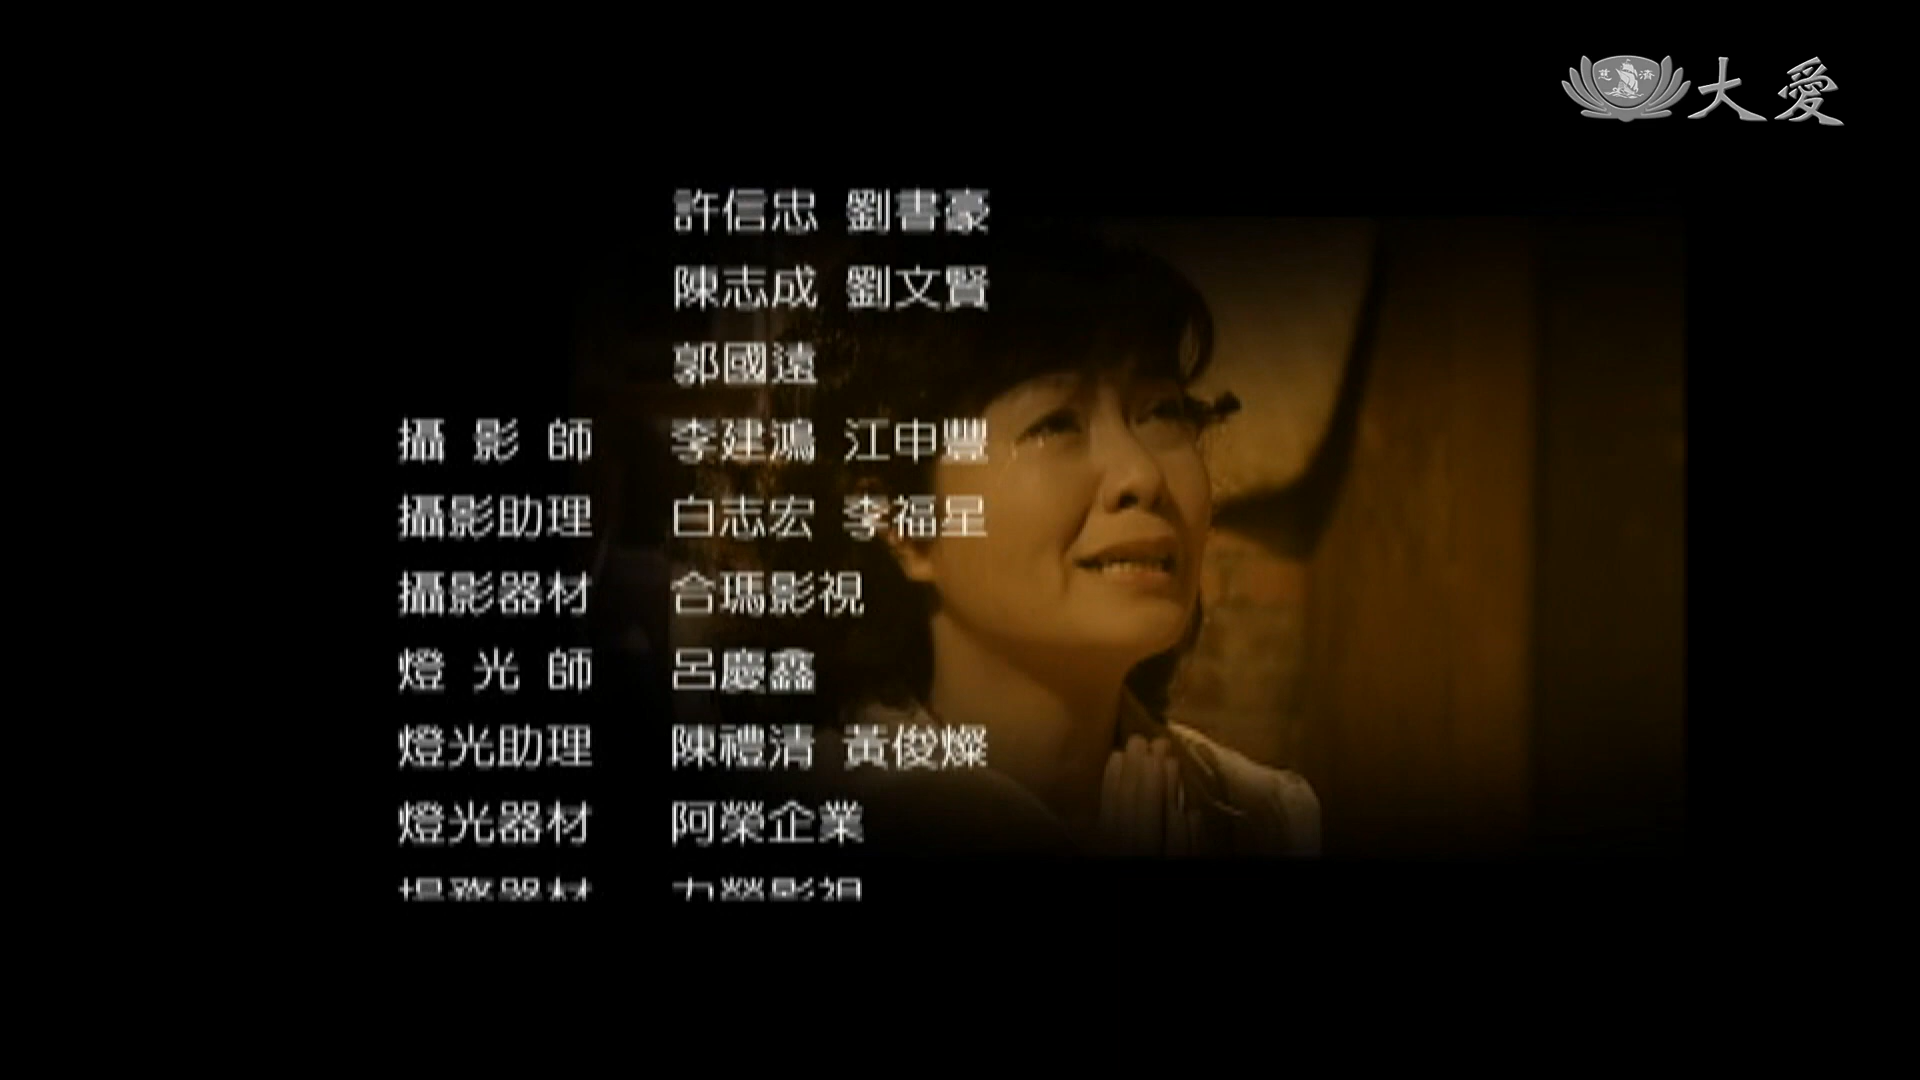 慈濟 大愛
許信忠 劉書豪
陳志成 劉文賢
郭國遠
攝影師 李建鴻 江申豐
攝影助理 白志宏 李福星
攝影器材 合瑪影視
燈光師 呂慶鑫
燈光助理 陳禮清 黃俊燦
燈光器材 阿榮企業